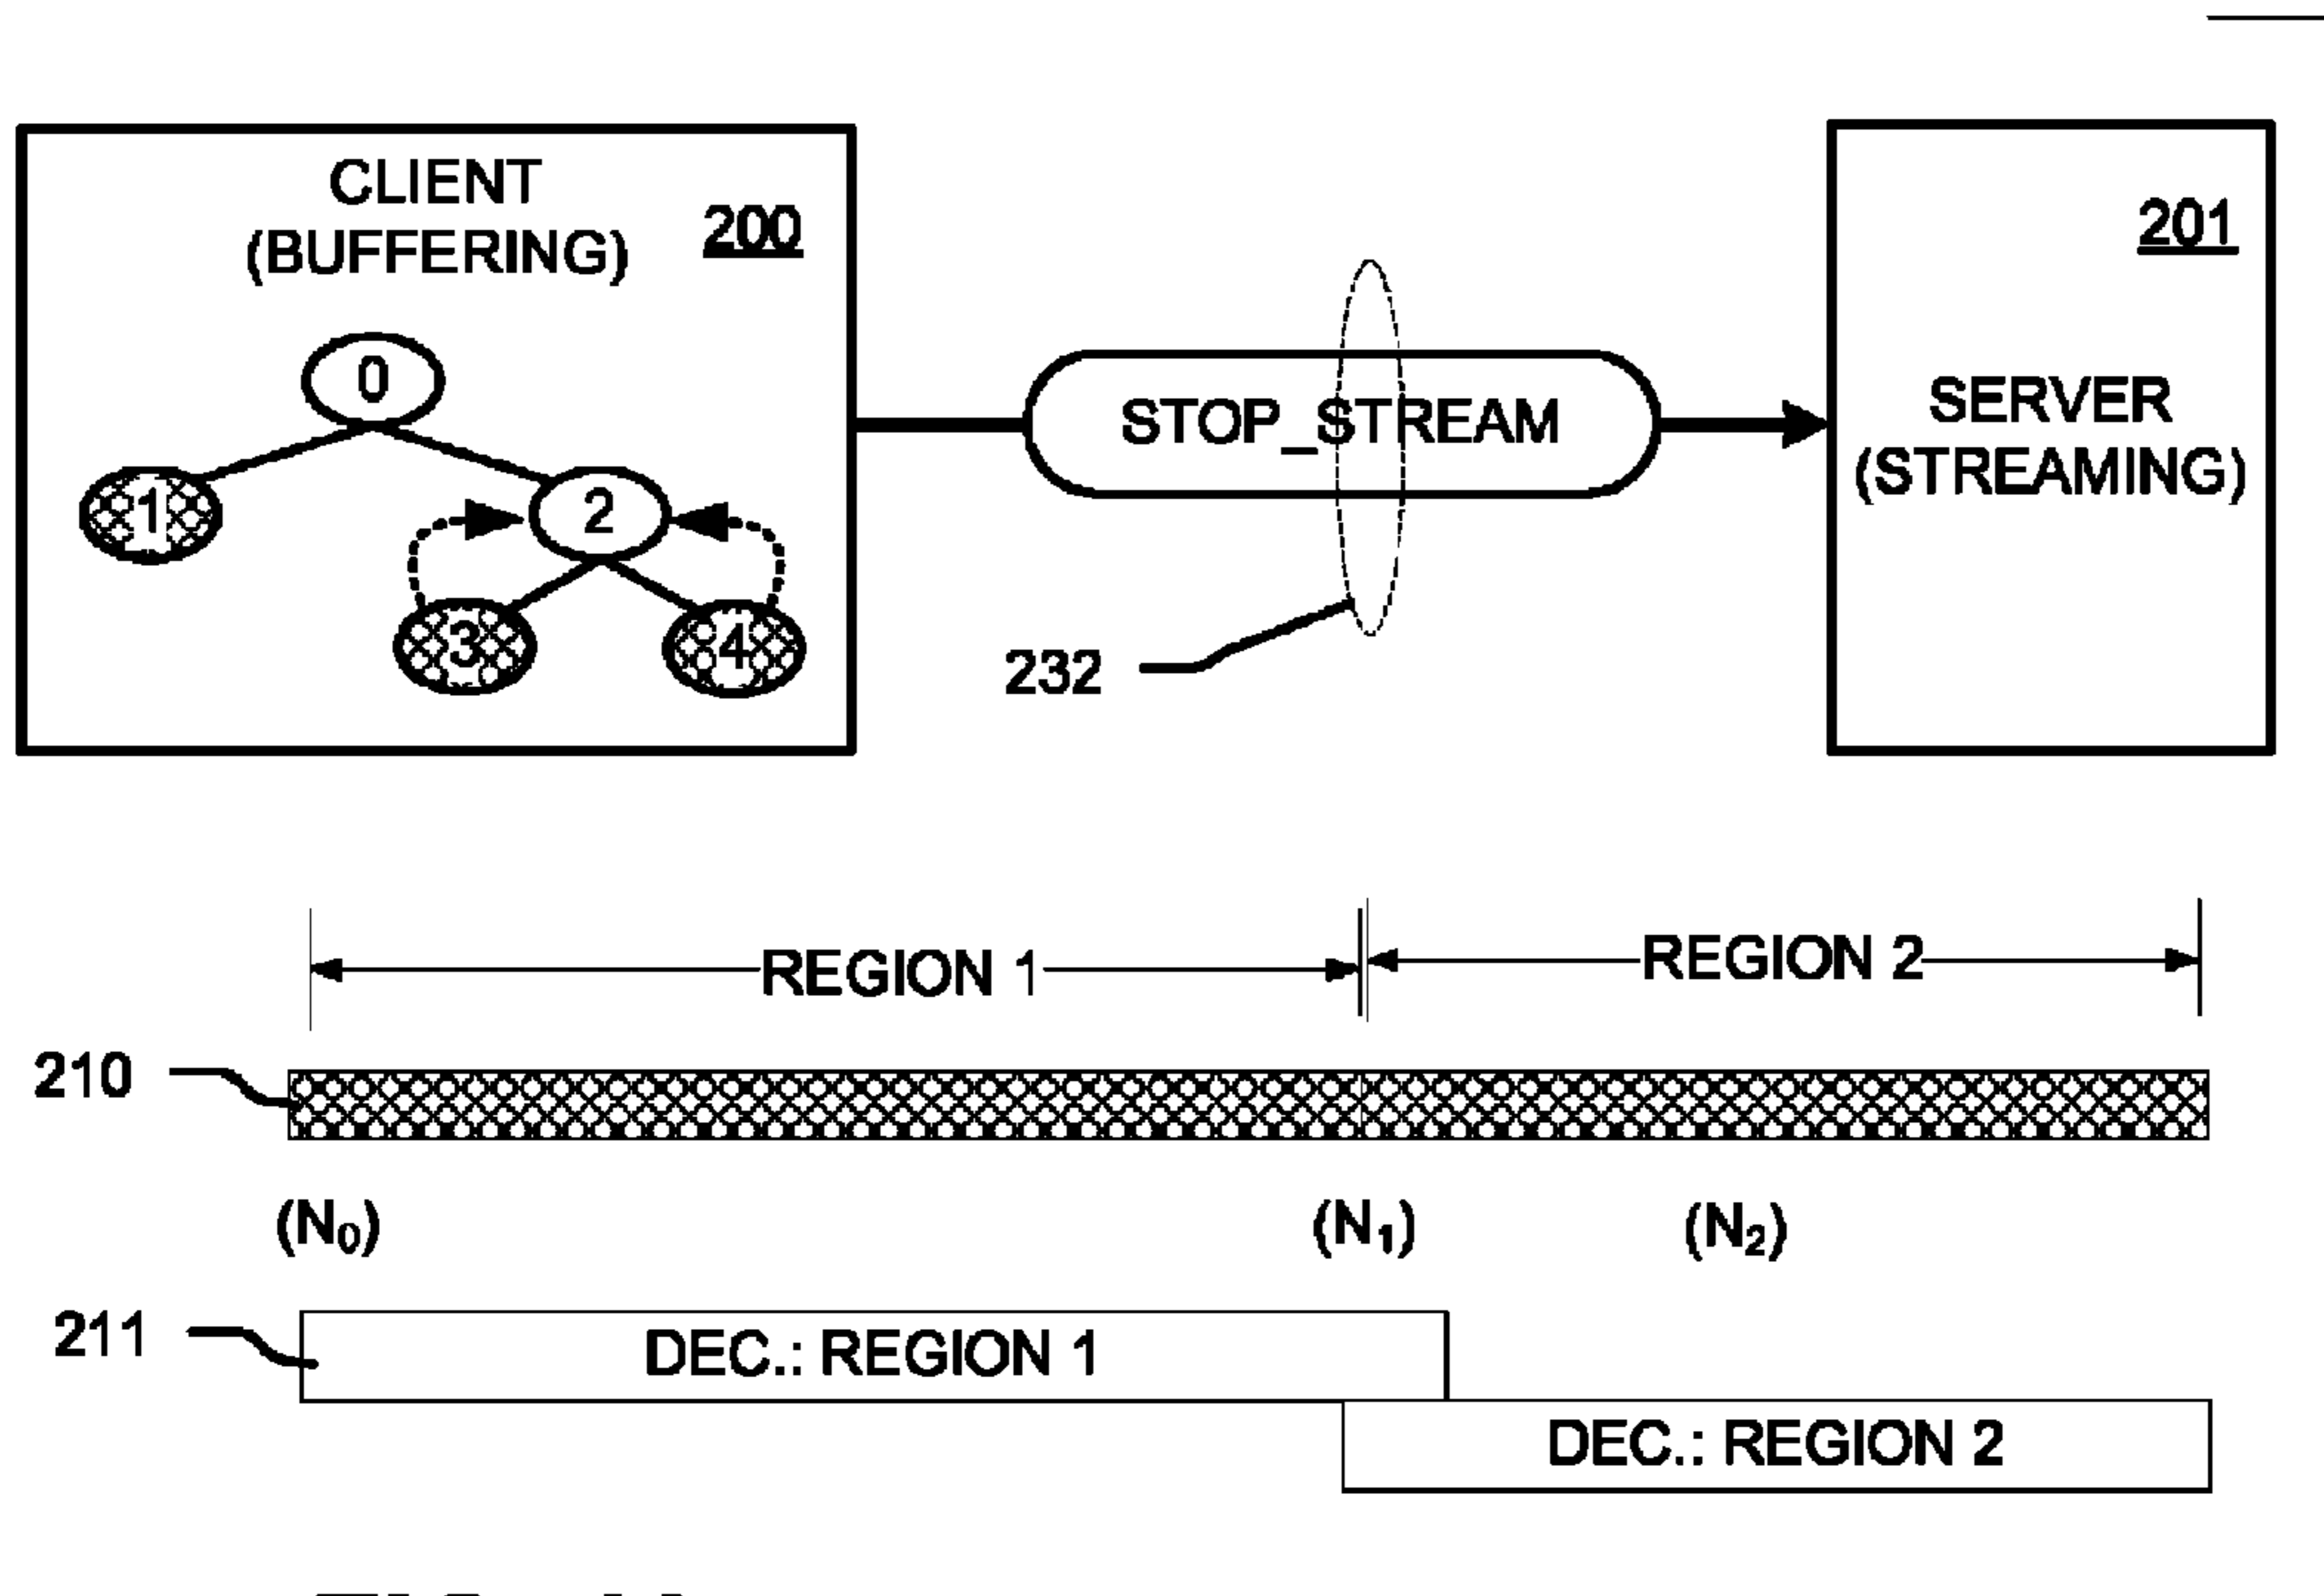 CLIENT
(BUFFERING)
200
0
1
2
3
4
STOP_STREAM
232
201
SERVER
(STREAMING)
REGION 1
REGION 2
210
(N₀)
(N₁)
(N₂)
211
DEC.: REGION 1
DEC.: REGION 2